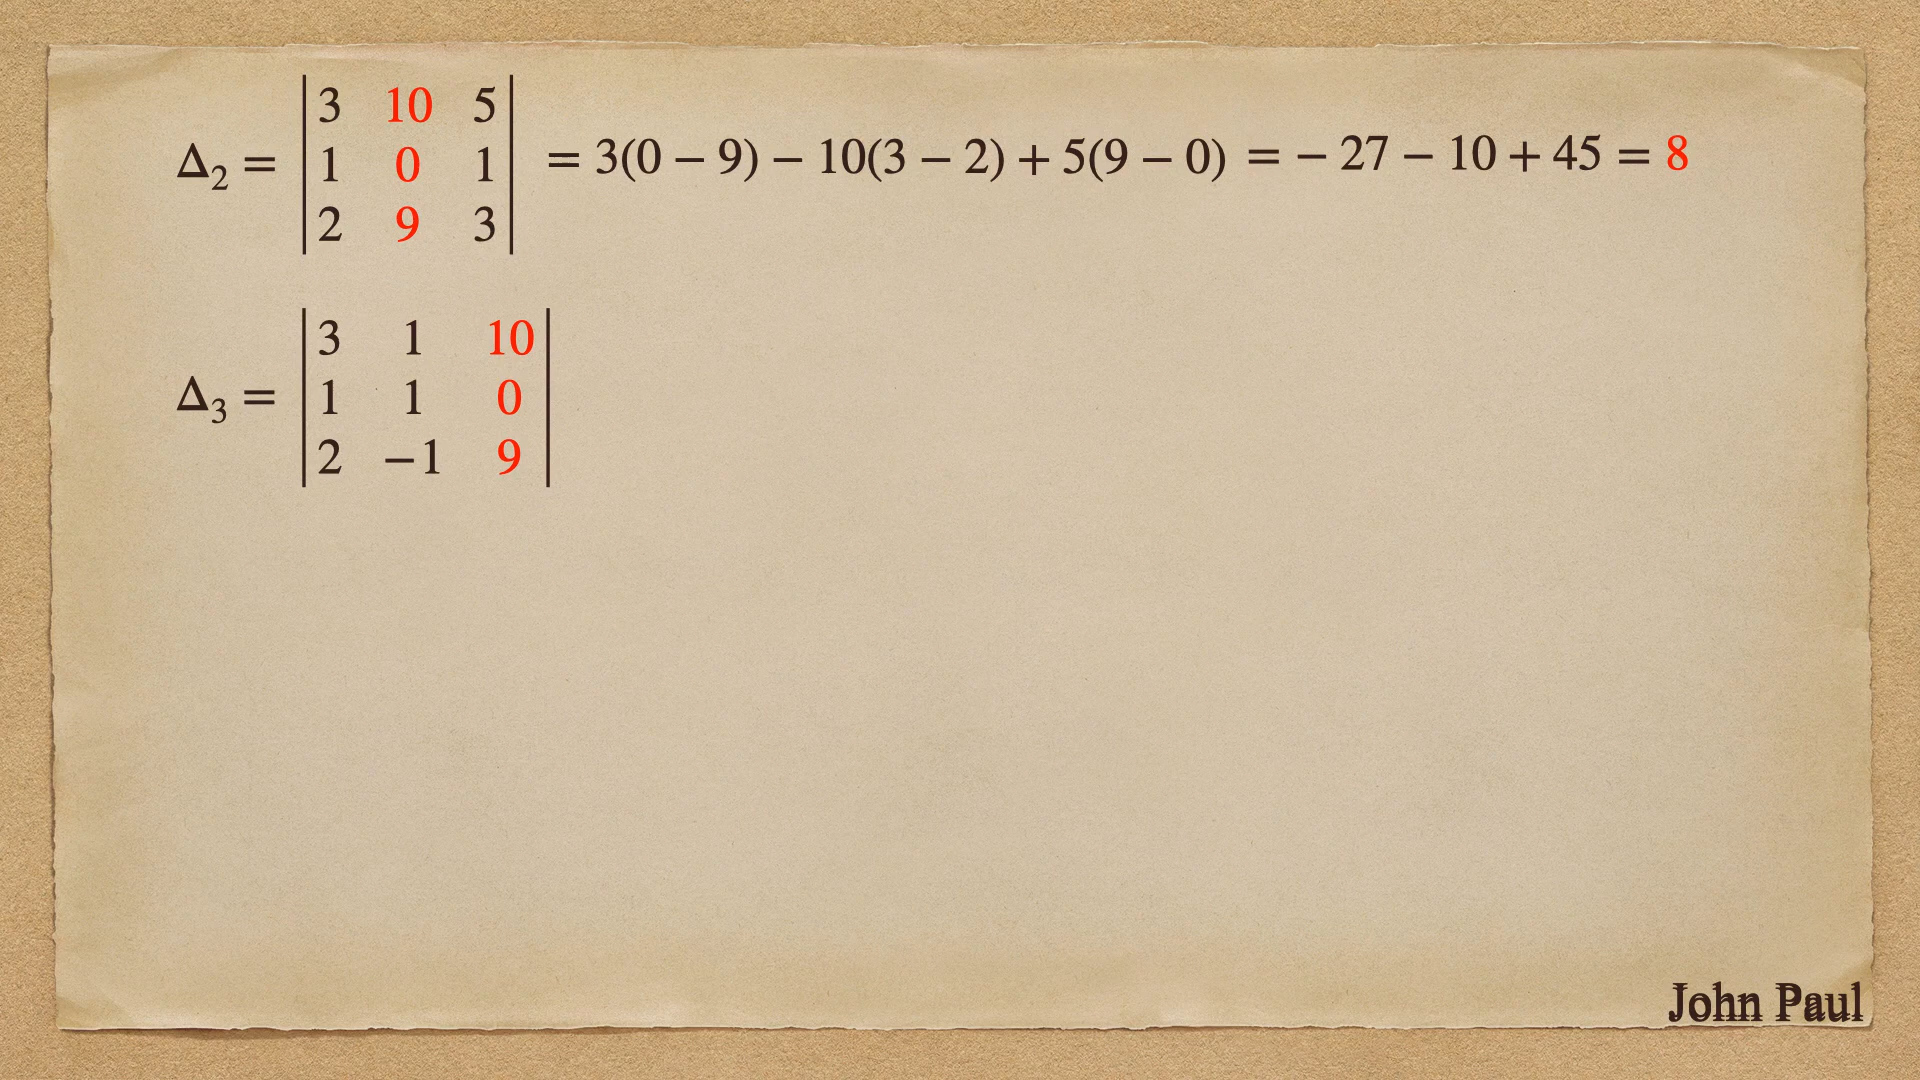 Δ₂ = | 3 10 5 | = 3(0 − 9) − 10(3 − 2) + 5(9 − 0) = − 27 − 10 + 45 = 8
| 1 0 1 |
| 2 9 3 |
Δ₃ = | 3 1 10 |
| 1 1 0 |
| 2 −1 9 |
John Paul